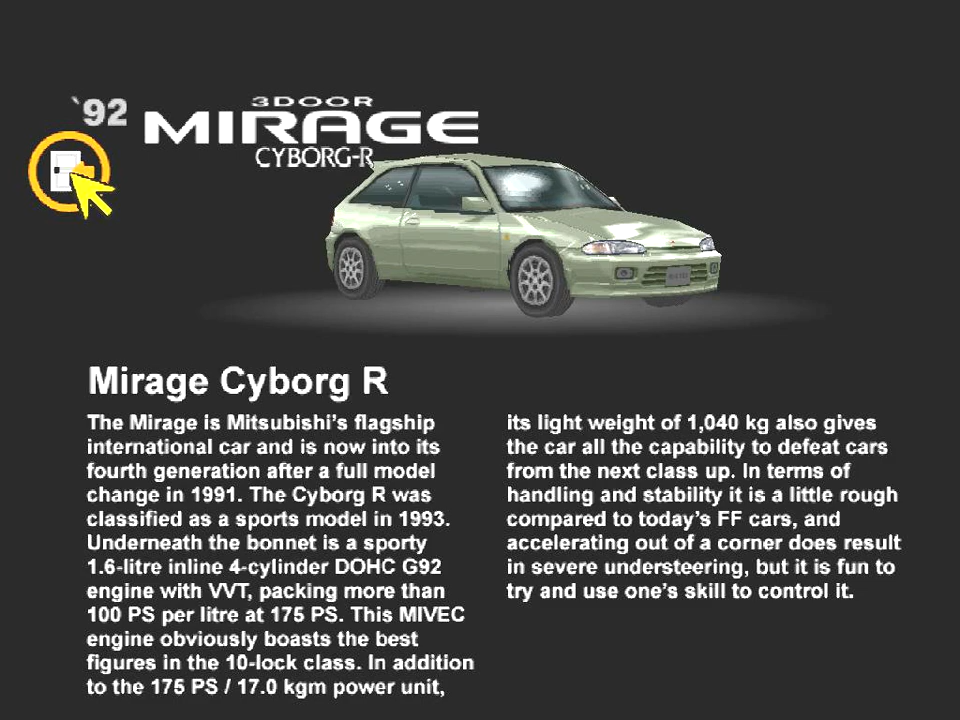 `92
3DOOR
MIRAGE
CYBORG-R
Mirage Cyborg R
The Mirage is Mitsubishi's flagship
international car and is now into its
fourth generation after a full model
change in 1991. The Cyborg R was
classified as a sports model in 1993.
Underneath the bonnet is a sporty
1.6-litre inline 4-cylinder DOHC G92
engine with VVT, packing more than
100 PS per litre at 175 PS. This MIVEC
engine obviously boasts the best
figures in the 10-lock class. In addition
to the 175 PS / 17.0 kgm power unit,
its light weight of 1,040 kg also gives
the car all the capability to defeat cars
from the next class up. In terms of
handling and stability it is a little rough
compared to today's FF cars, and
accelerating out of a corner does result
in severe understeering, but it is fun to
try and use one's skill to control it.